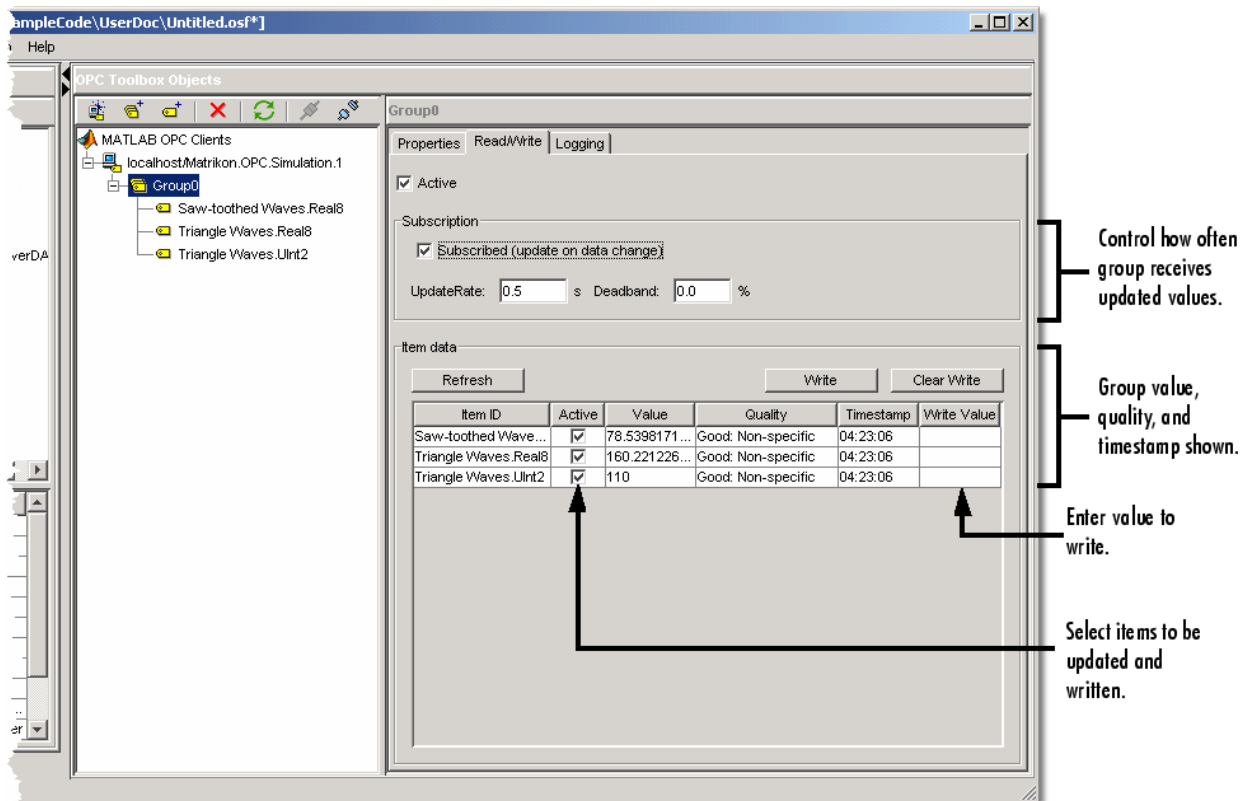 ampleCode\UserDoc\Untitled.osf*]
Help
OPC Toolbox Objects
Group0
MATLAB OPC Clients
localhost/Matrikon.OPC.Simulation.1
Group0
Saw-toothed Waves.Real8
Triangle Waves.Real8
Triangle Waves.UInt2
verDA
er
Properties Read/Write Logging
Active
Subscription
Subscribed (update on data change)
UpdateRate: 0.5 s Deadband: 0.0 %
Item data
Refresh Write Clear Write
Item ID Active Value Quality Timestamp Write Value
Saw-toothed Wave... 78.5398171... Good: Non-specific 04:23:06
Triangle Waves.Real8 160.221226... Good: Non-specific 04:23:06
Triangle Waves.UInt2 110 Good: Non-specific 04:23:06
Control how often
group receives
updated values.
Group value,
quality, and
timestamp shown.
Enter value to
write.
Select items to be
updated and
written.